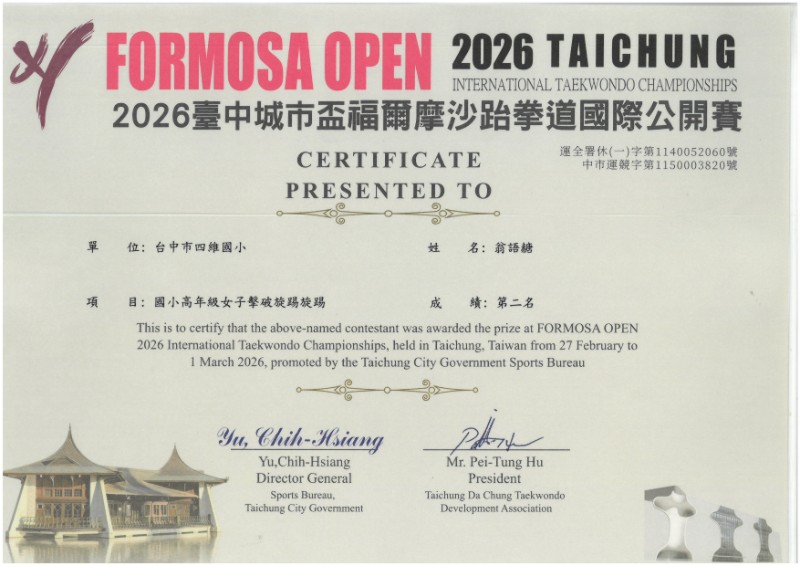 FORMOSA OPEN 2026 TAICHUNG
INTERNATIONAL TAEKWONDO CHAMPIONSHIPS
2026臺中城市盃福爾摩沙跆拳道國際公開賽
CERTIFICATE
PRESENTED TO
運全署休(一)字第1140052060號
中市運競字第1150003820號
單 位: 台中市四維國小
姓 名: 翁語鎕
項 目: 國小高年級女子擊破旋踢旋踢
成 績: 第二名
This is to certify that the above-named contestant was awarded the prize at FORMOSA OPEN
2026 International Taekwondo Championships, held in Taichung, Taiwan from 27 February to
1 March 2026, promoted by the Taichung City Government Sports Bureau
Yu, Chih-Hsiang
Yu,Chih-Hsiang
Director General
Sports Bureau,
Taichung City Government
Mr. Pei-Tung Hu
President
Taichung Da Chung Taekwondo
Development Association